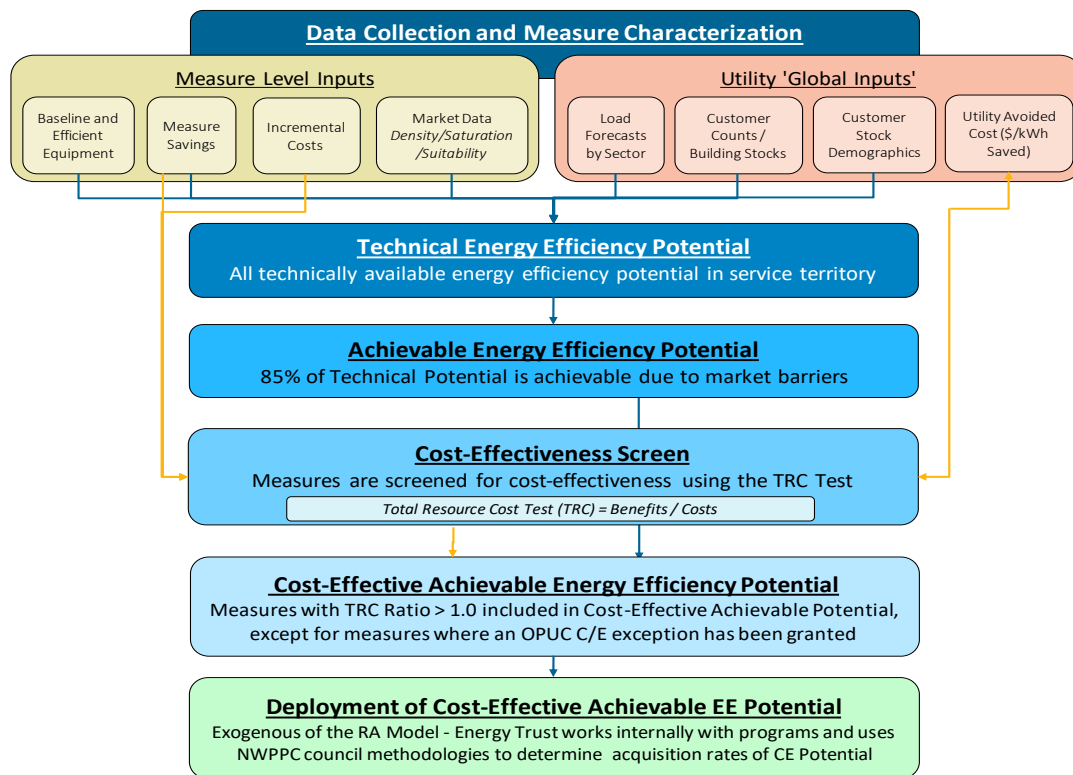 Data Collection and Measure Characterization
Measure Level Inputs
Baseline and
Efficient
Equipment
Measure
Savings
Incremental
Costs
Market Data
Density/Saturation
/Suitability)
Utility 'Global Inputs'
Load
Forecasts
by Sector
Customer
Counts /
Building Stocks
Customer
Stock
Demographics
Utility Avoided
Cost ($/kWh
Saved)
Technical Energy Efficiency Potential
All technically available energy efficiency potential in service territory
Achievable Energy Efficiency Potential
85% of Technical Potential is achievable due to market barriers
Cost-Effectiveness Screen
Measures are screened for cost-effectiveness using the TRC Test
Total Resource Cost Test (TRC) = Benefits / Costs
Cost-Effective Achievable Energy Efficiency Potential
Measures with TRC Ratio > 1.0 included in Cost-Effective Achievable Potential,
except for measures where an OPUC C/E exception has been granted
Deployment of Cost-Effective Achievable EE Potential
Exogenous of the RA Model - Energy Trust works internally with programs and uses
NWPPC council methodologies to determine acquisition rates of CE Potential